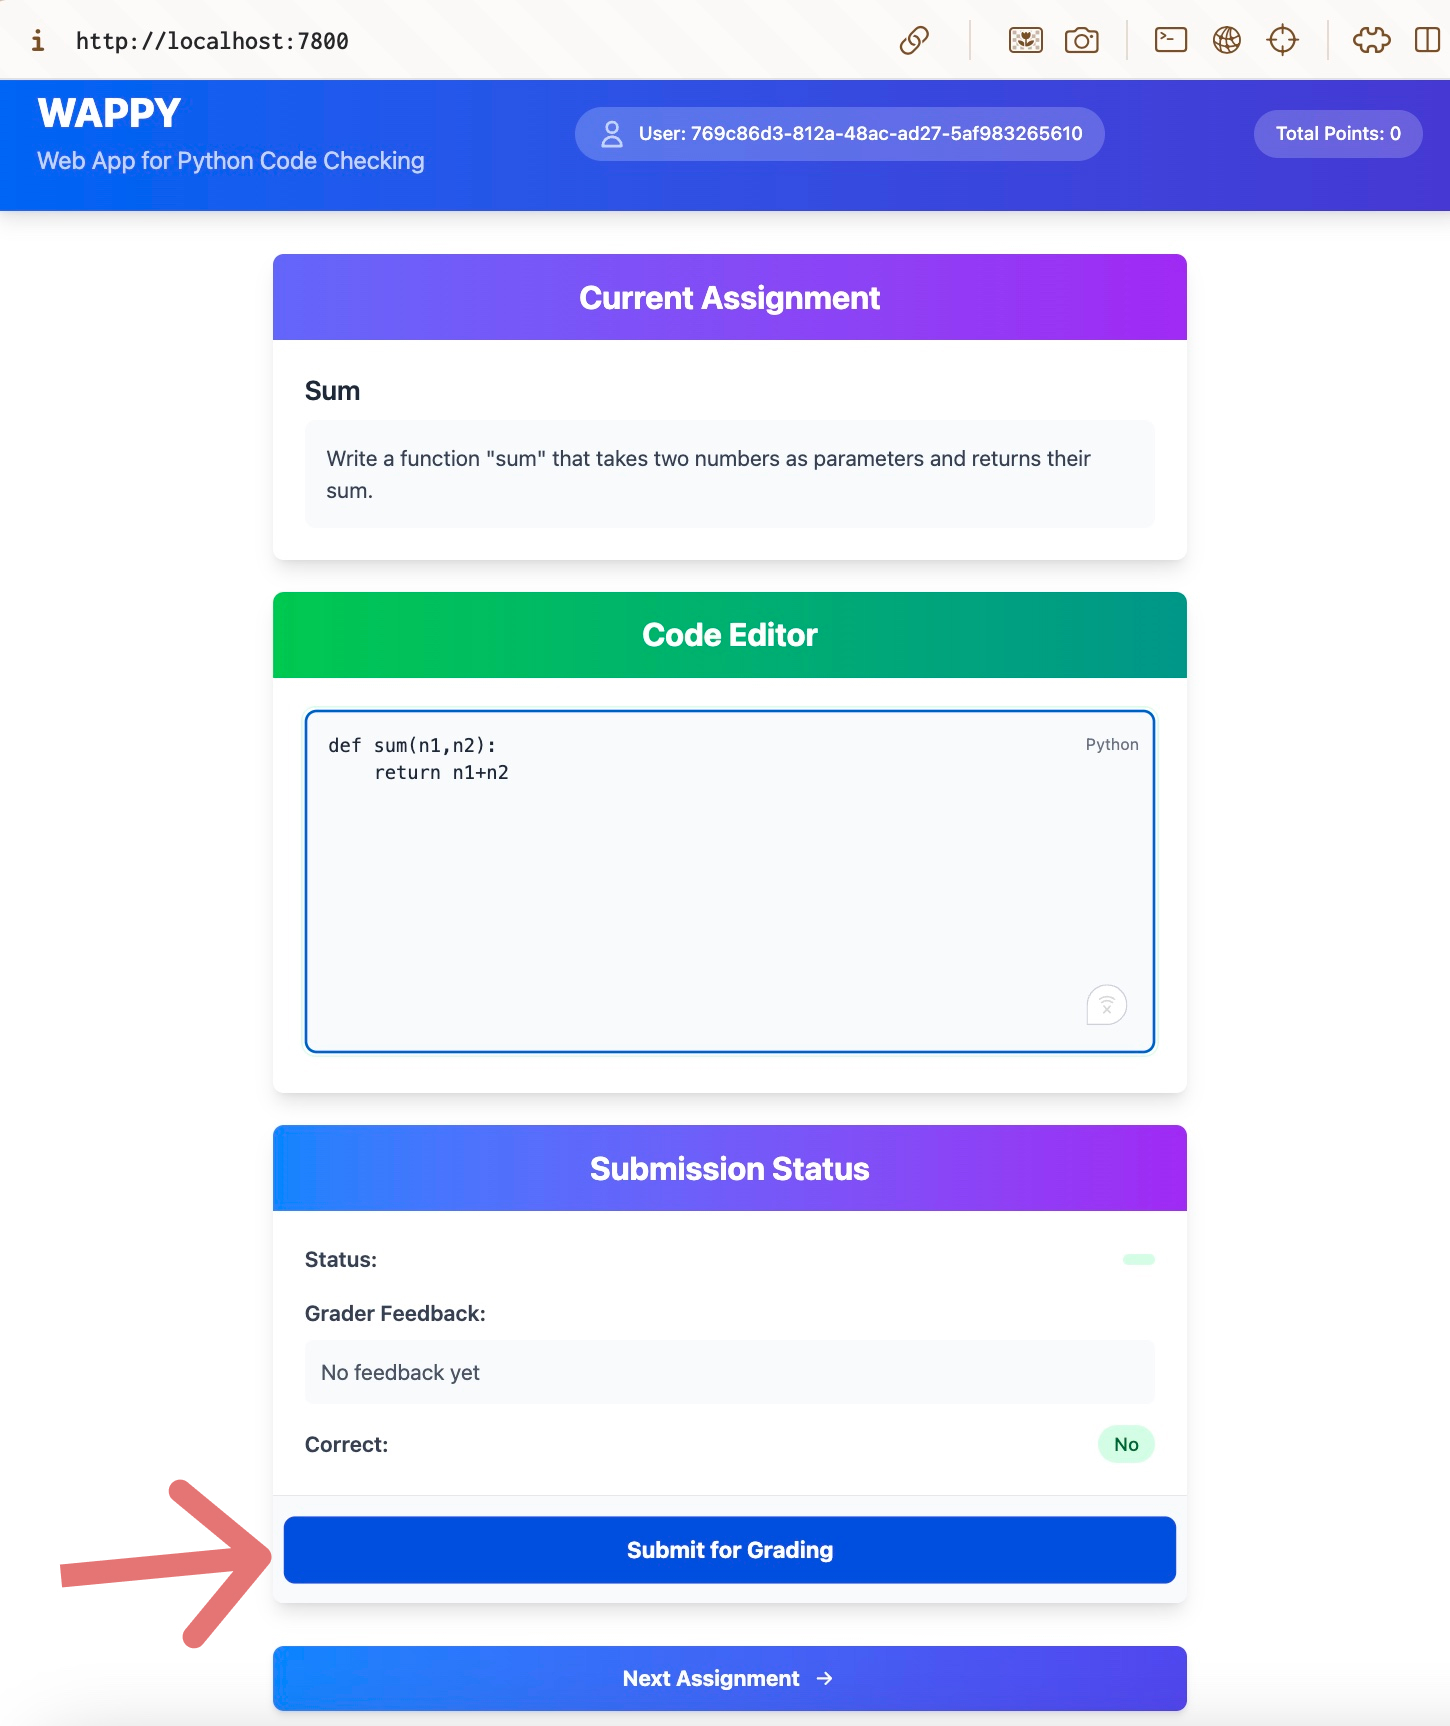 http://localhost:7800
WAPPY
Web App for Python Code Checking
User: 769c86d3-812a-48ac-ad27-5af983265610
Total Points: 0
Current Assignment
Sum
Write a function "sum" that takes two numbers as parameters and returns their
sum.
Code Editor
def sum(n1,n2):
    return n1+n2
Python
Submission Status
Status:
Grader Feedback:
No feedback yet
Correct:
No
Submit for Grading
Next Assignment →